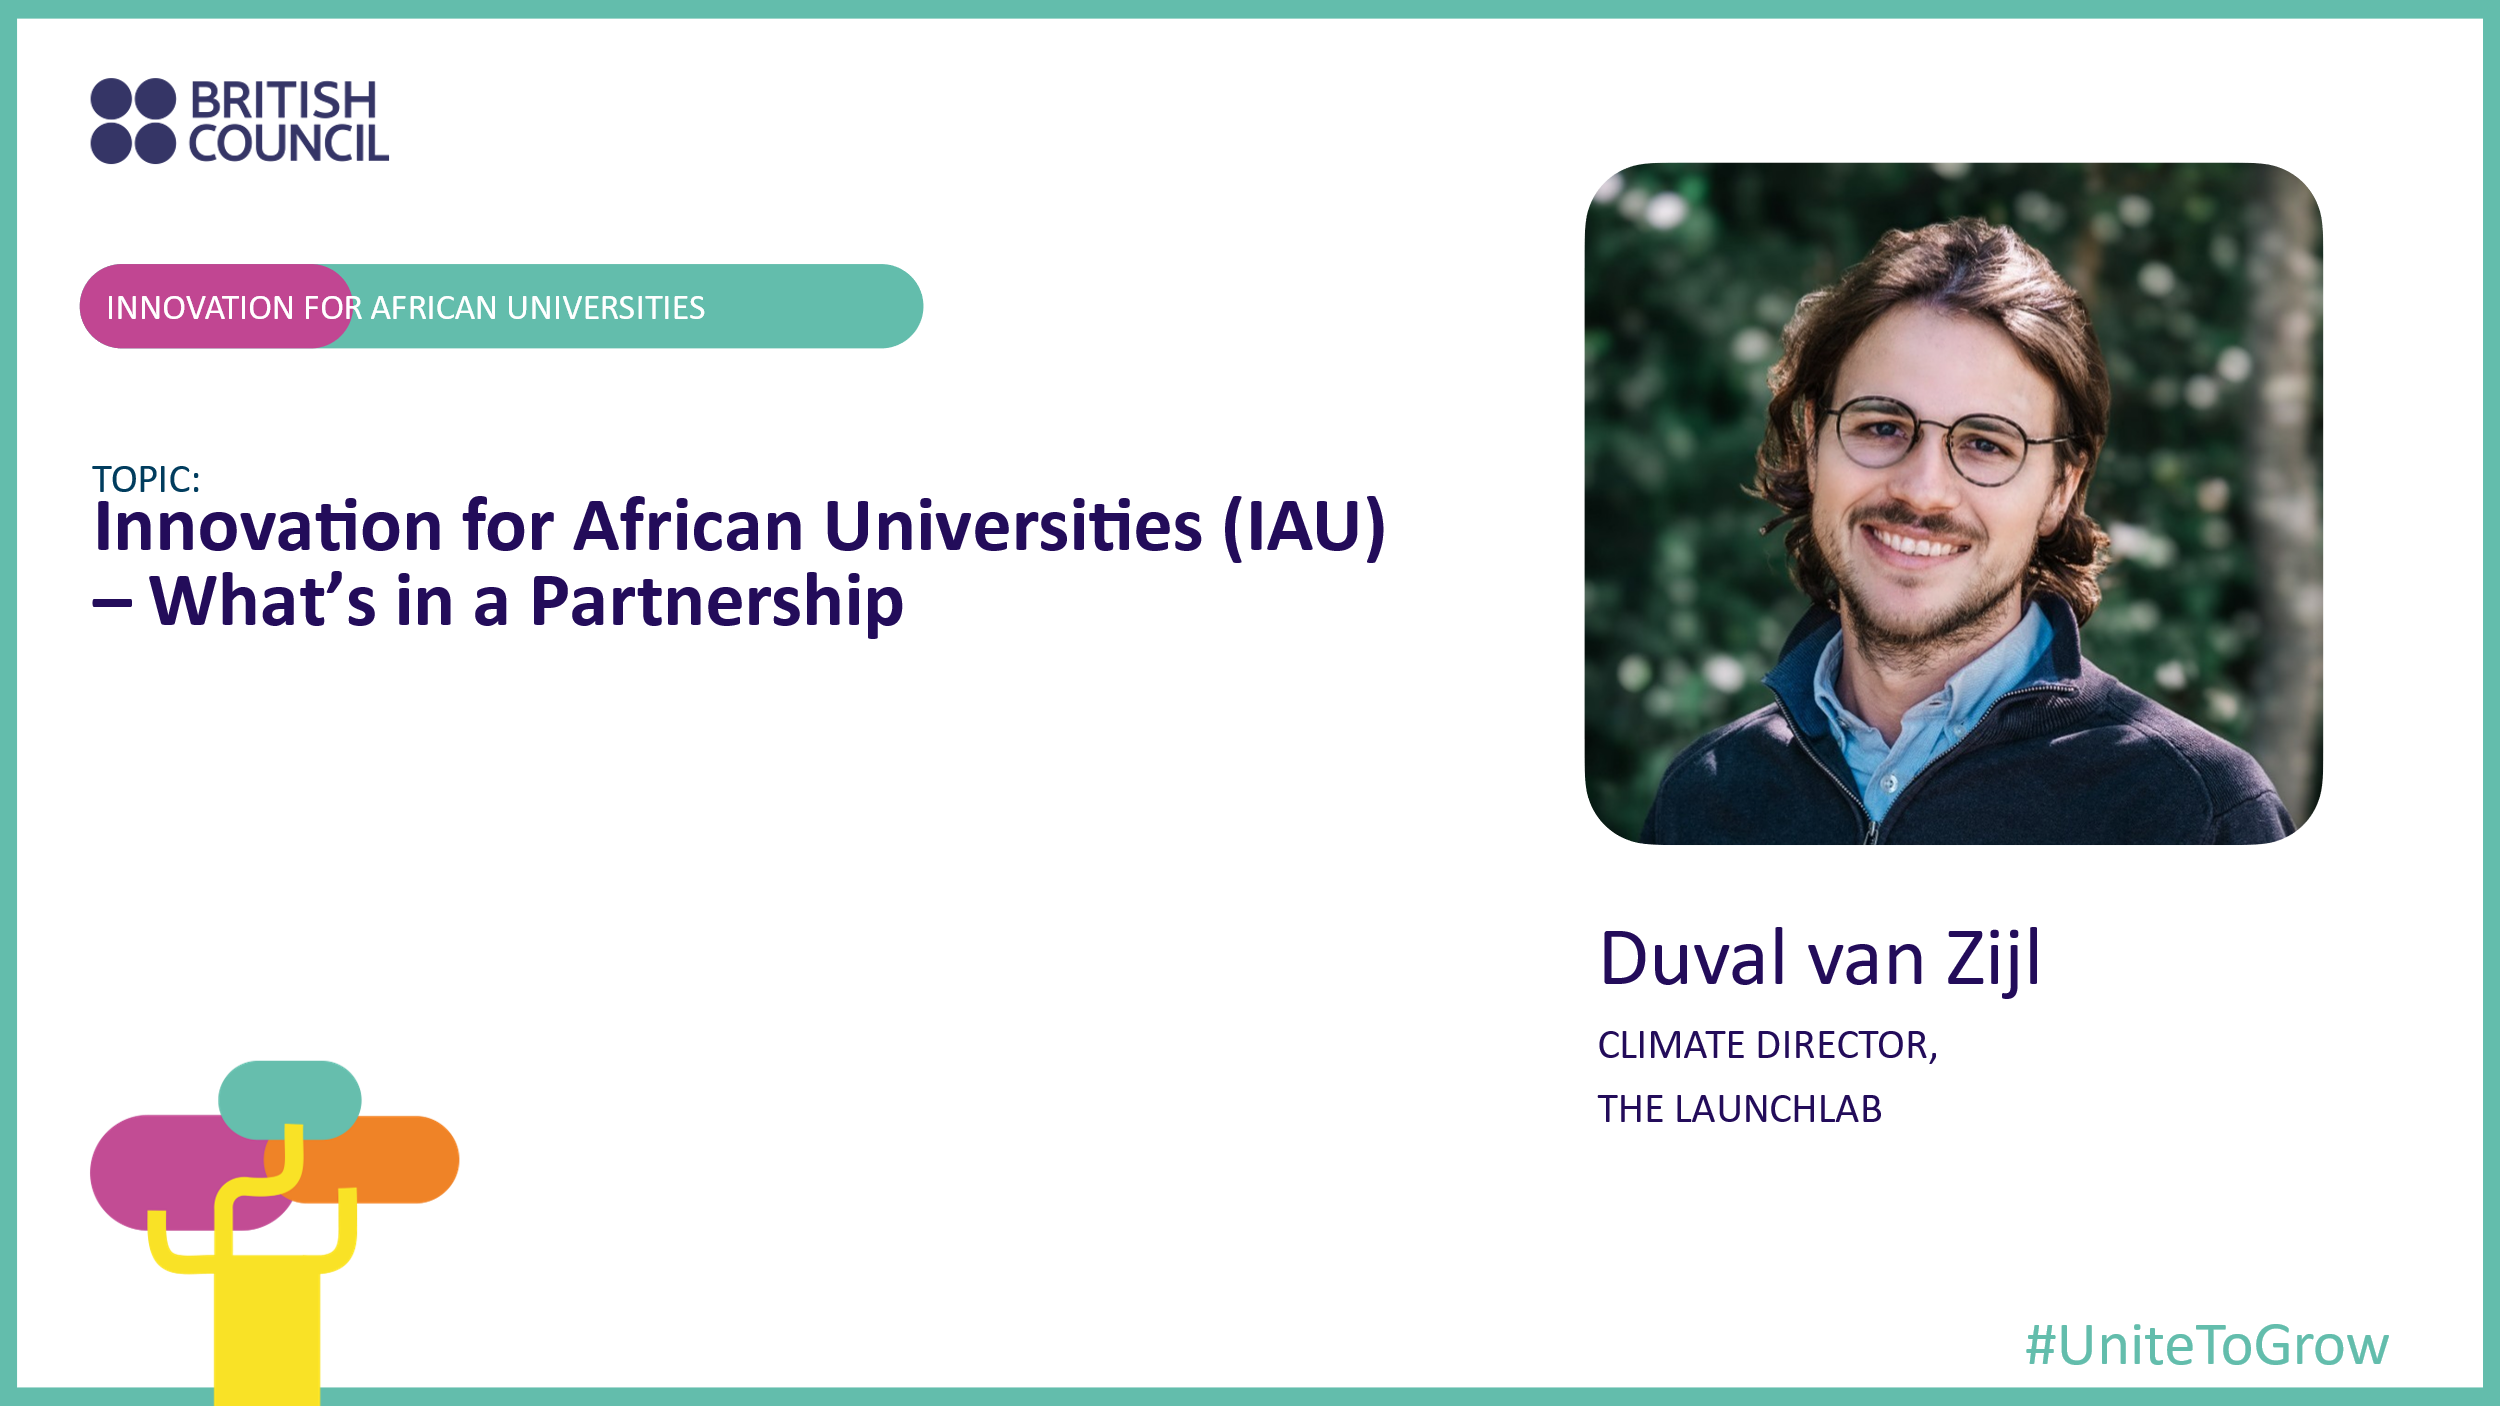 BRITISH
COUNCIL
INNOVATION FOR AFRICAN UNIVERSITIES
TOPIC:
Innovation for African Universities (IAU)
– What’s in a Partnership
Duval van Zijl
CLIMATE DIRECTOR,
THE LAUNCHLAB
#UniteToGrow